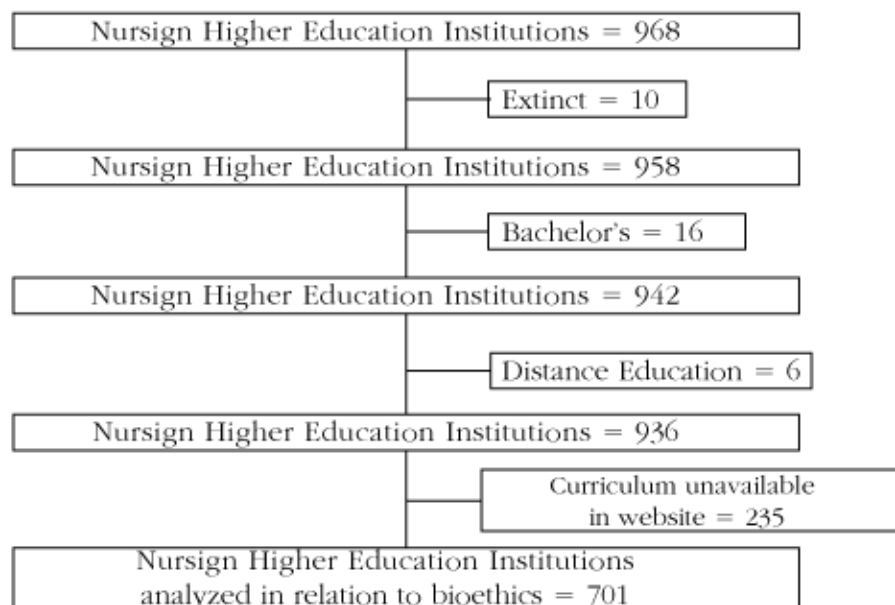 Nursign Higher Education Institutions = 968
Extinct = 10
Nursign Higher Education Institutions = 958
Bachelor's = 16
Nursign Higher Education Institutions = 942
Distance Education = 6
Nursign Higher Education Institutions = 936
Curriculum unavailable
in website = 235
Nursign Higher Education Institutions
analyzed in relation to bioethics = 701